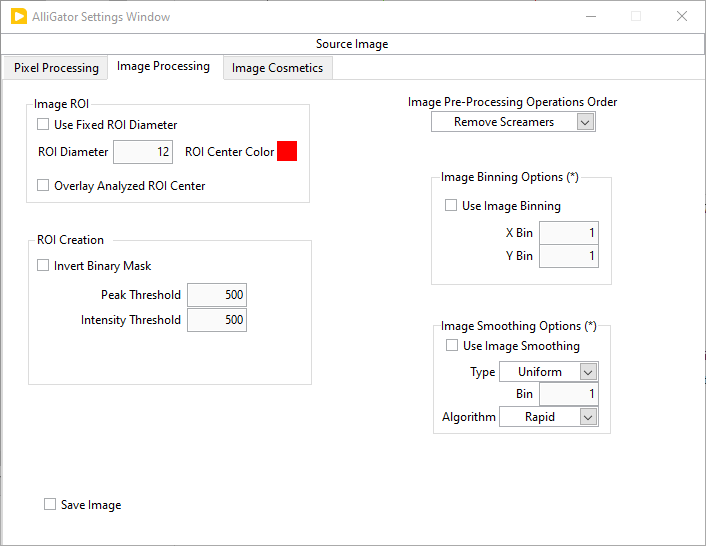 AlliGator Settings Window
Source Image
Pixel Processing
Image Processing
Image Cosmetics
Image ROI
Use Fixed ROI Diameter
ROI Diameter 12 ROI Center Color
Overlay Analyzed ROI Center
ROI Creation
Invert Binary Mask
Peak Threshold 500
Intensity Threshold 500
Image Pre-Processing Operations Order
Remove Screamers
Image Binning Options (*)
Use Image Binning
X Bin 1
Y Bin 1
Image Smoothing Options (*)
Use Image Smoothing
Type Uniform
Bin 1
Algorithm Rapid
Save Image